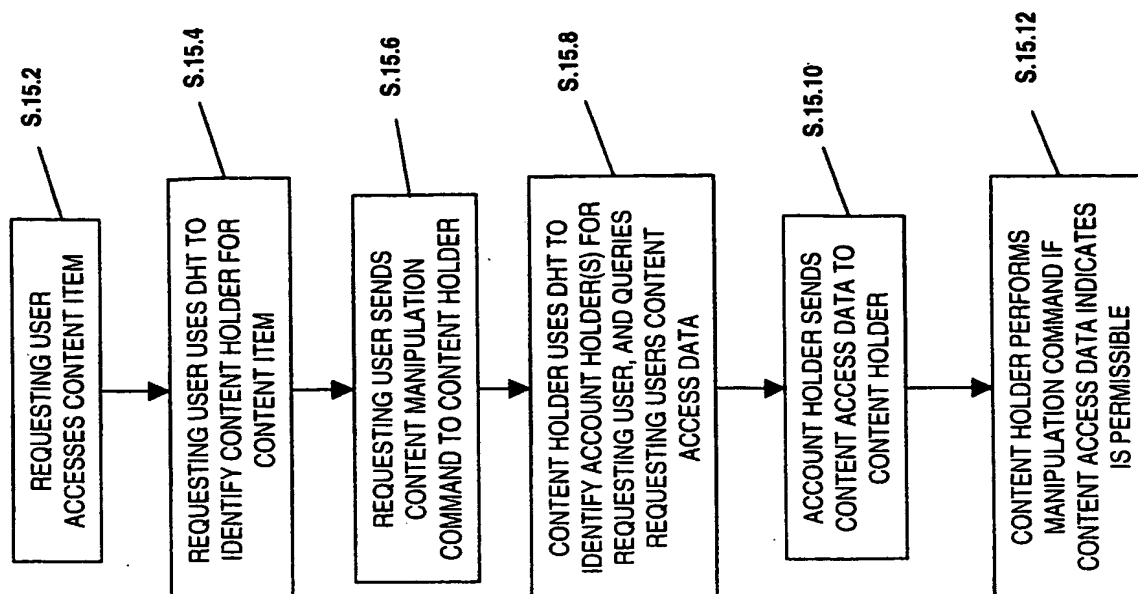 S.15.2
REQUESTING USER
ACCESSES CONTENT ITEM
S.15.4
REQUESTING USER USES DHT TO
IDENTIFY CONTENT HOLDER FOR
CONTENT ITEM
S.15.6
REQUESTING USER SENDS
CONTENT MANIPULATION
COMMAND TO CONTENT HOLDER
S.15.8
CONTENT HOLDER USES DHT TO
IDENTIFY ACCOUNT HOLDER(S) FOR
REQUESTING USER, AND QUERIES
REQUESTING USERS CONTENT
ACCESS DATA
S.15.10
ACCOUNT HOLDER SENDS
CONTENT ACCESS DATA TO
CONTENT HOLDER
S.15.12
CONTENT HOLDER PERFORMS
MANIPULATION COMMAND IF
CONTENT ACCESS DATA INDICATES
IS PERMISSIBLE